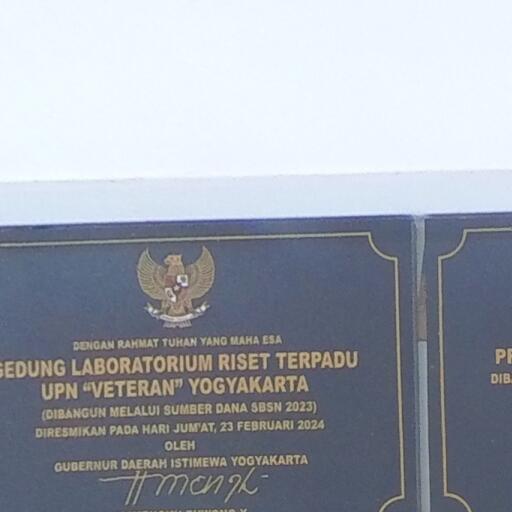 DENGAN RAHMAT TUHAN YANG MAHA ESA
GEDUNG LABORATORIUM RISET TERPADU
UPN "VETERAN" YOGYAKARTA
(DIBANGUN MELALUI SUMBER DANA SBSN 2023)
DIRESMIKAN PADA HARI JUM'AT, 23 FEBRUARI 2024
OLEH
GUBERNUR DAERAH ISTIMEWA YOGYAKARTA